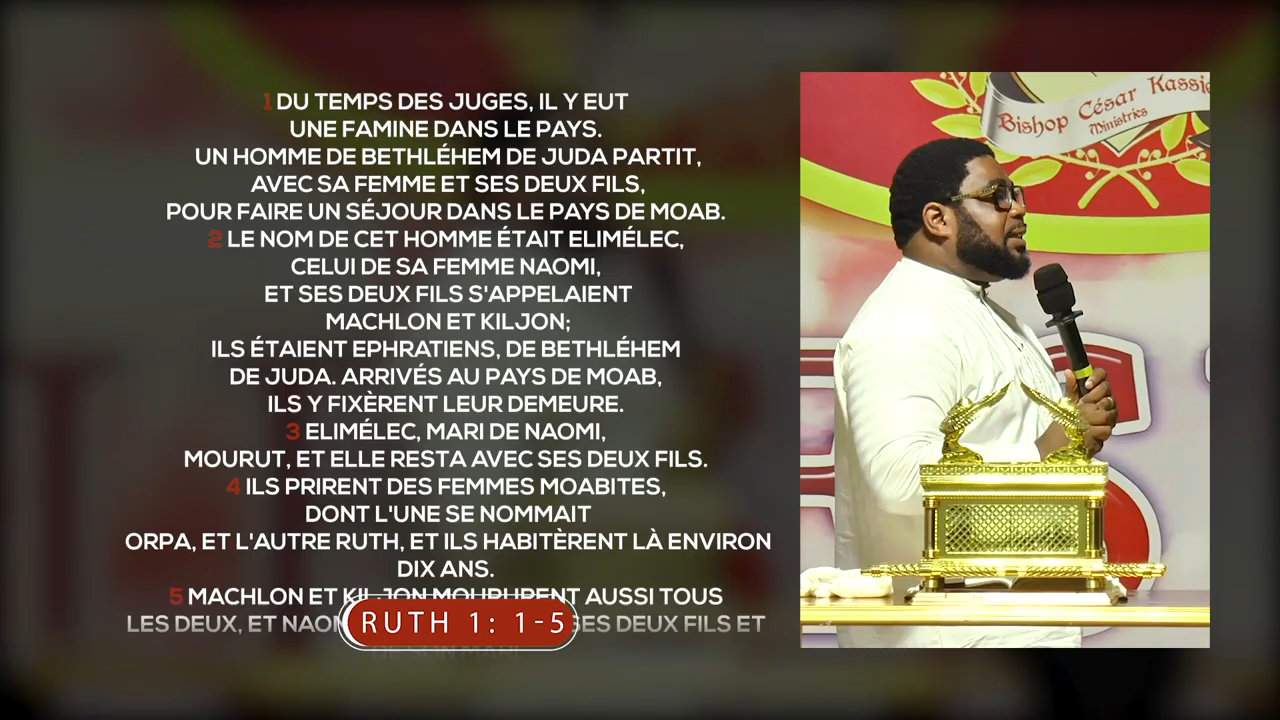 1 DU TEMPS DES JUGES, IL Y EUT
UNE FAMINE DANS LE PAYS.
UN HOMME DE BETHLÉHEM DE JUDA PARTIT,
AVEC SA FEMME ET SES DEUX FILS,
POUR FAIRE UN SÉJOUR DANS LE PAYS DE MOAB.
2 LE NOM DE CET HOMME ÉTAIT ELIMÉLEC,
CELUI DE SA FEMME NAOMI,
ET SES DEUX FILS S'APPELAIENT
MACHLON ET KILJON;
ILS ÉTAIENT EPHRATIENS, DE BETHLÉHEM
DE JUDA. ARRIVÉS AU PAYS DE MOAB,
ILS Y FIXÈRENT LEUR DEMEURE.
3 ELIMÉLEC, MARI DE NAOMI,
MOURUT, ET ELLE RESTA AVEC SES DEUX FILS.
4 ILS PRIRENT DES FEMMES MOABITES,
DONT L'UNE SE NOMMAIT
ORPA, ET L'AUTRE RUTH, ET ILS HABITÈRENT LÀ ENVIRON
DIX ANS.
5 MACHLON ET KILJON MOURURENT AUSSI TOUS
LES DEUX, ET SES DEUX FILS ET
RUTH 1: 1-5
Bishop César Kassie
Ministries